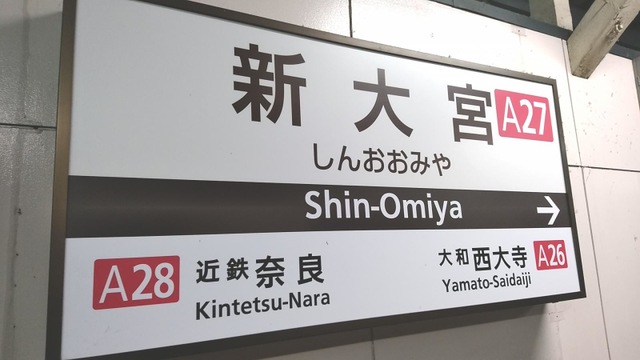 新大宮 A27
しんおおみや
Shin-Omiya →
A28 近鉄奈良 大和西大寺 A26
Kintetsu-Nara Yamato-Saidaiji